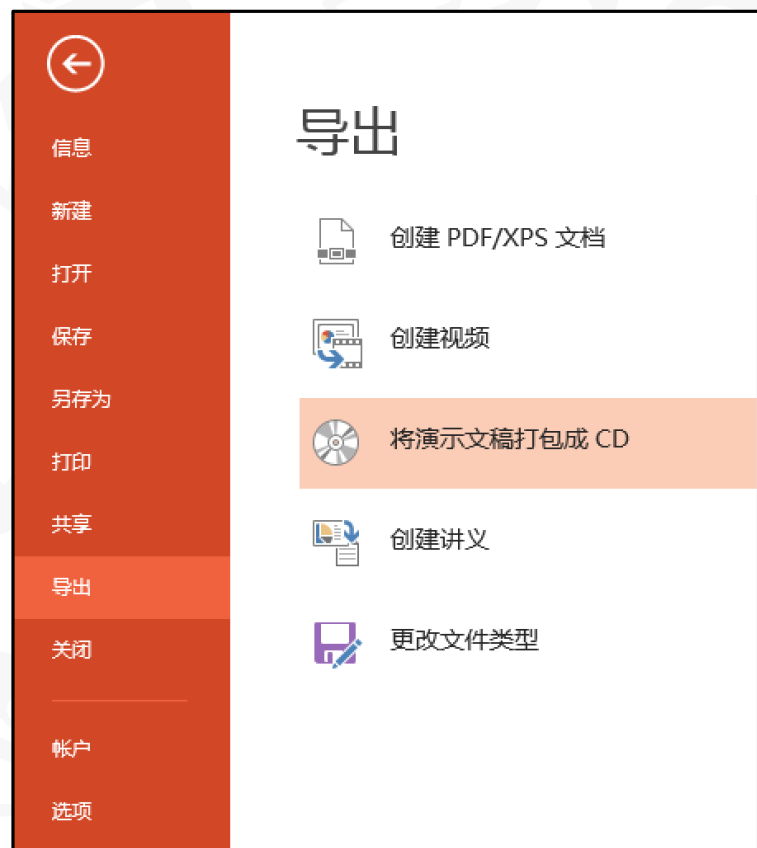 信息
新建
打开
保存
另存为
打印
共享
导出
关闭
帐户
选项
导出
创建 PDF/XPS 文档
创建视频
将演示文稿打包成 CD
创建讲义
更改文件类型